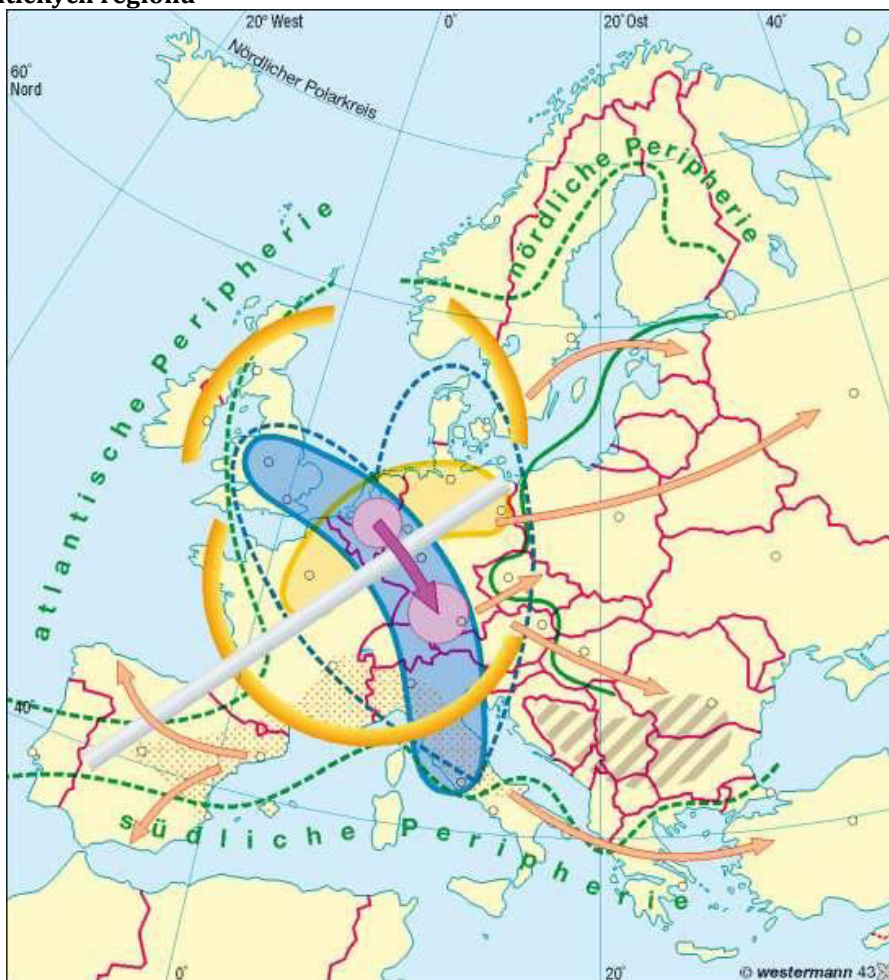 20° West
0°
20° Ost
40°
60°
Nord
Nördlicher Polarkreis
nördliche Peripherie
atlantische Peripherie
40°
südliche Peripherie
0°
20°
© westermann